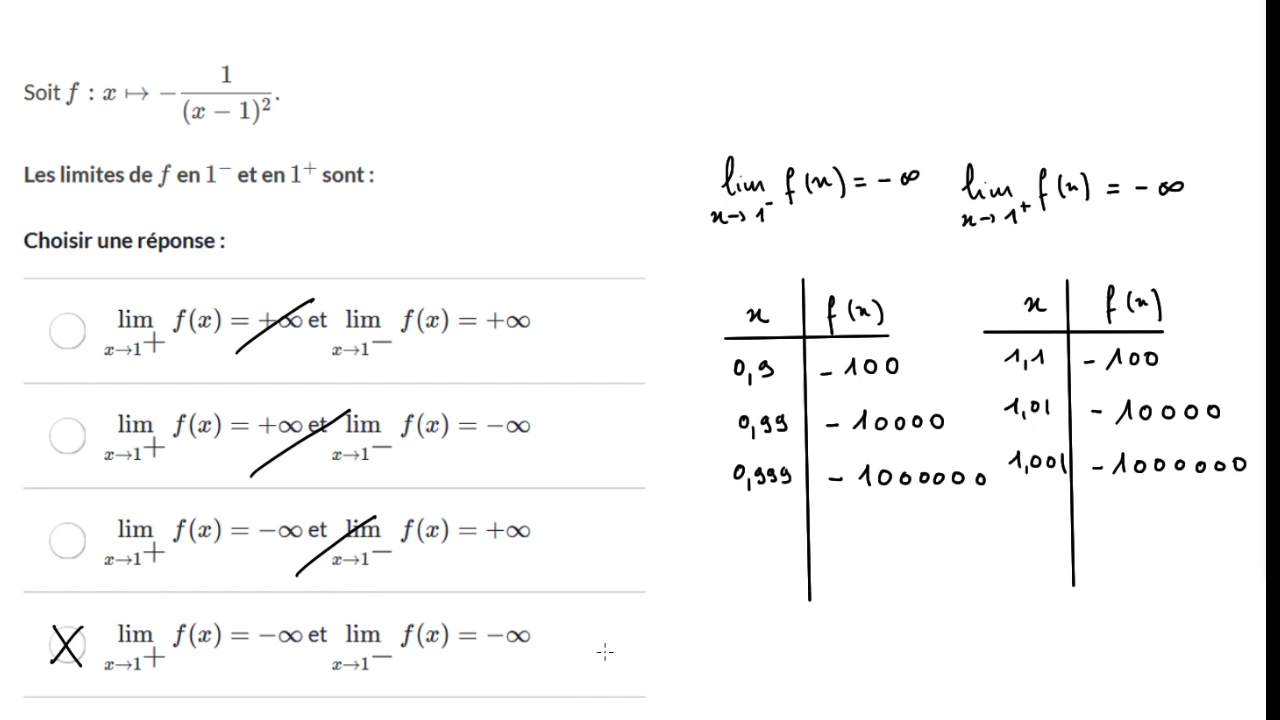 Soit f : x ↦ − 1/(x − 1)².
Les limites de f en 1⁻ et en 1⁺ sont :
Choisir une réponse :
lim x→1⁺ f(x) = +∞ et lim x→1⁻ f(x) = +∞
lim x→1⁺ f(x) = +∞ et lim x→1⁻ f(x) = −∞
lim x→1⁺ f(x) = −∞ et lim x→1⁻ f(x) = +∞
lim x→1⁺ f(x) = −∞ et lim x→1⁻ f(x) = −∞
lim x→1⁻ f(x) = −∞ lim x→1⁺ f(x) = −∞
x f(x) x f(x)
0,9 −100 1,1 −100
0,99 −10000 1,01 −10000
0,999 −1000000 1,001 −1000000